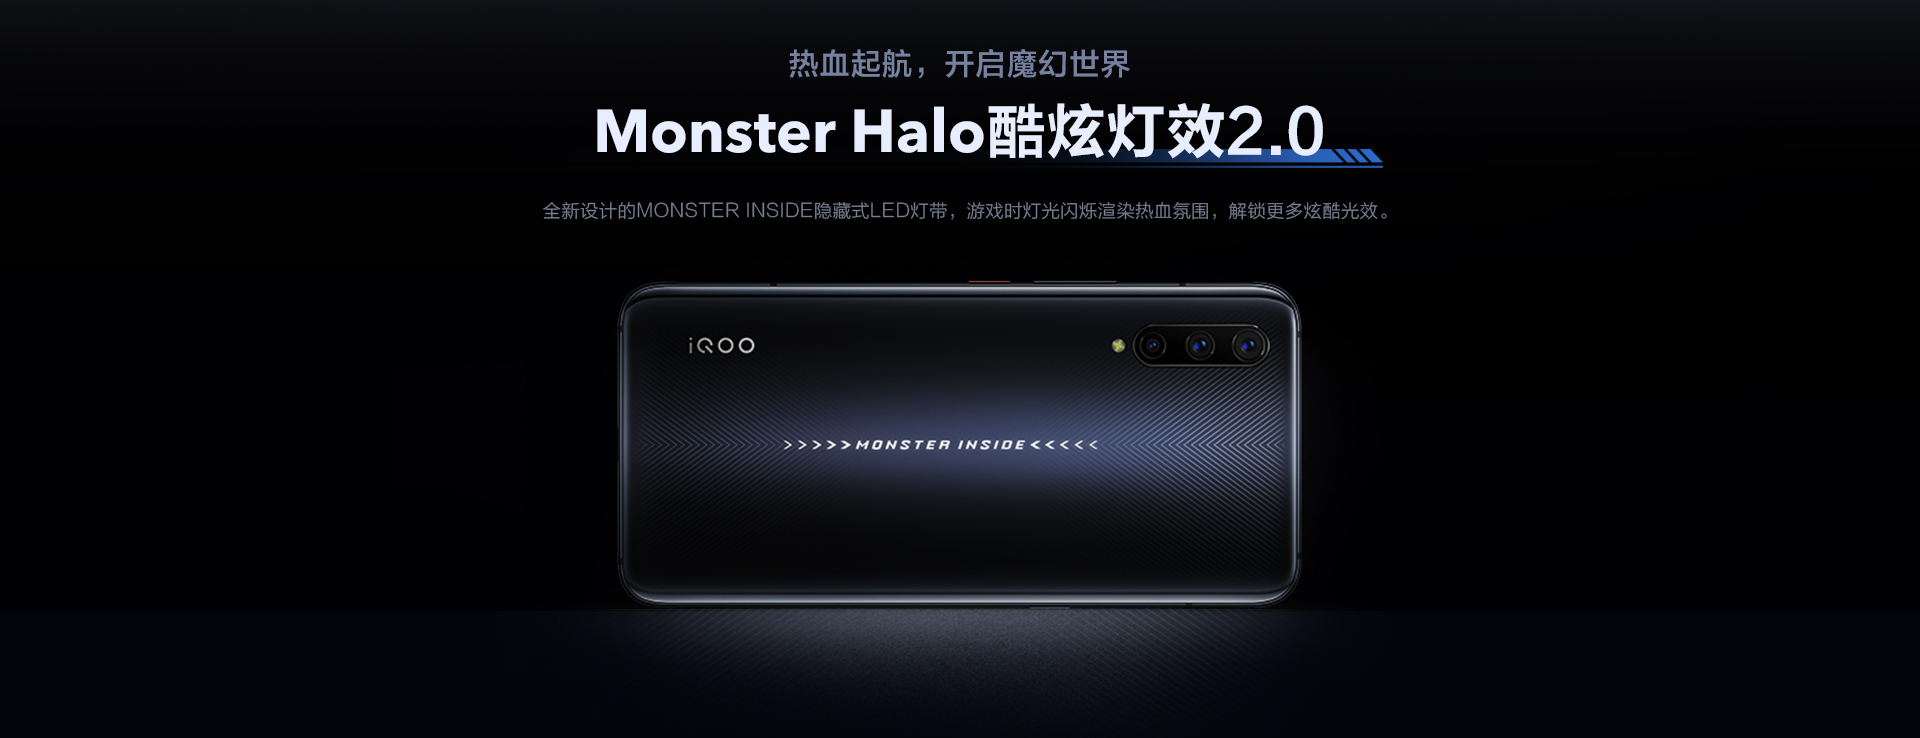 热血起航，开启魔幻世界
Monster Halo酷炫灯效2.0
全新设计的MONSTER INSIDE隐藏式LED灯带，游戏时灯光闪烁渲染热血氛围，解锁更多炫酷光效。
iQOO
>>>>>MONSTER INSIDE<<<<<